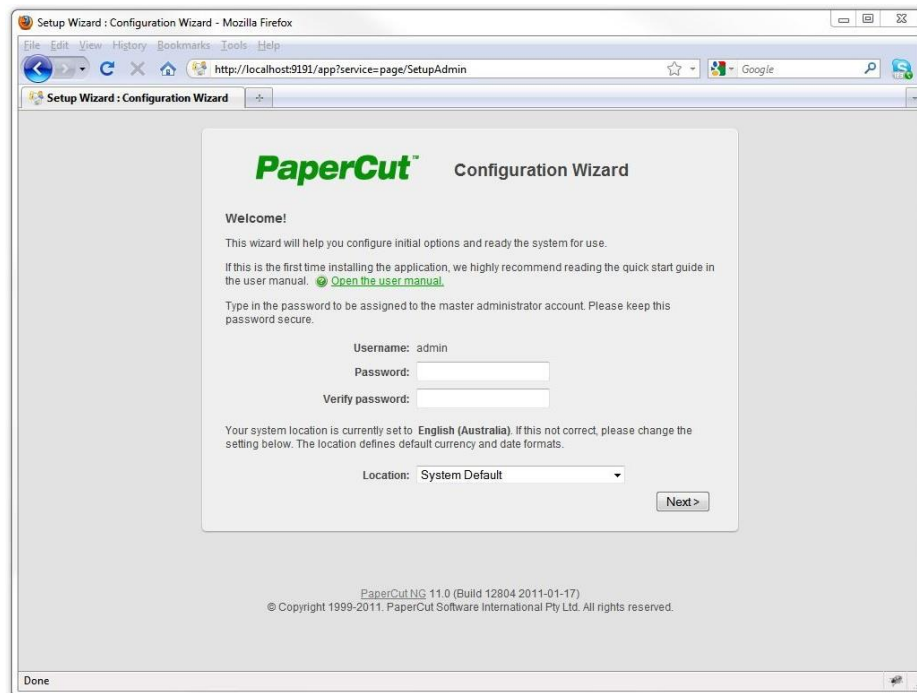 Setup Wizard : Configuration Wizard - Mozilla Firefox
File Edit View History Bookmarks Tools Help
http://localhost:9191/app?service=page/SetupAdmin
Google
Setup Wizard : Configuration Wizard
PaperCut™ Configuration Wizard
Welcome!
This wizard will help you configure initial options and ready the system for use.
If this is the first time installing the application, we highly recommend reading the quick start guide in
the user manual. Open the user manual.
Type in the password to be assigned to the master administrator account. Please keep this
password secure.
Username: admin
Password:
Verify password:
Your system location is currently set to English (Australia). If this not correct, please change the
setting below. The location defines default currency and date formats.
Location: System Default
Next >
PaperCut NG 11.0 (Build 12804 2011-01-17)
© Copyright 1999-2011. PaperCut Software International Pty Ltd. All rights reserved.
Done